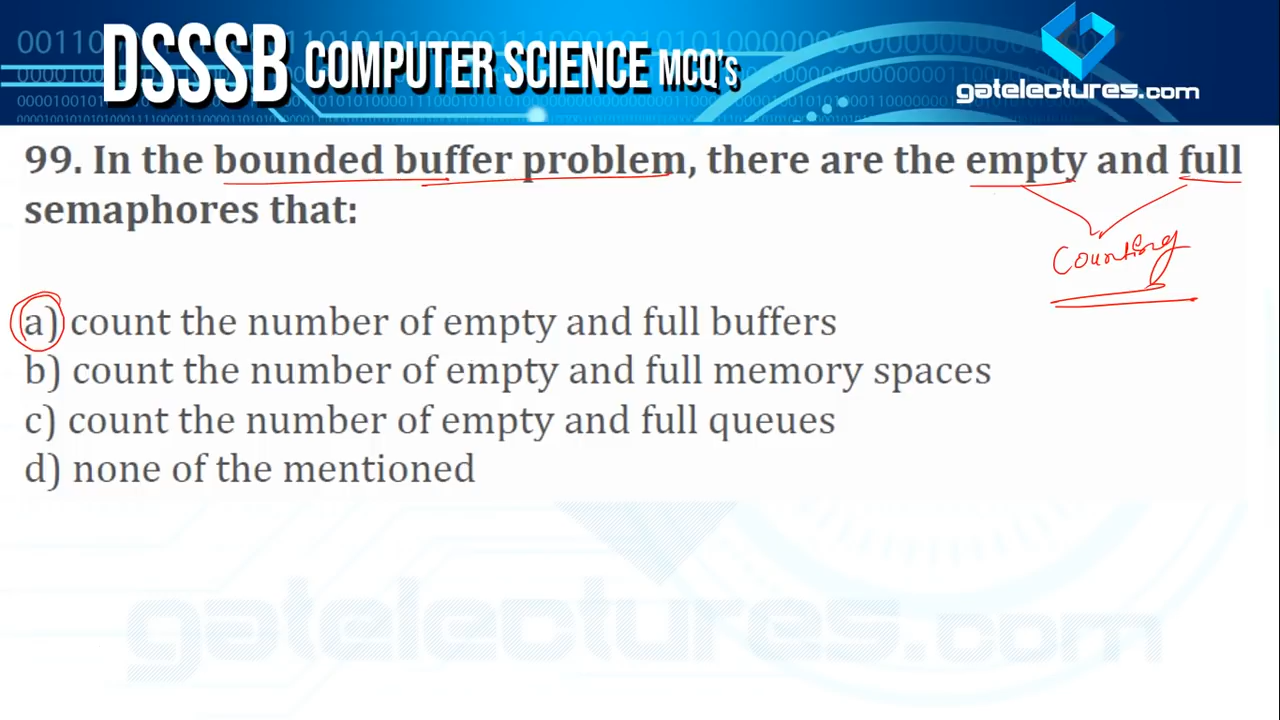 DSSSB COMPUTER SCIENCE MCQ's
gatelectures.com
99. In the bounded buffer problem, there are the empty and full
semaphores that:
Counting
a) count the number of empty and full buffers
b) count the number of empty and full memory spaces
c) count the number of empty and full queues
d) none of the mentioned
gatelectures.com